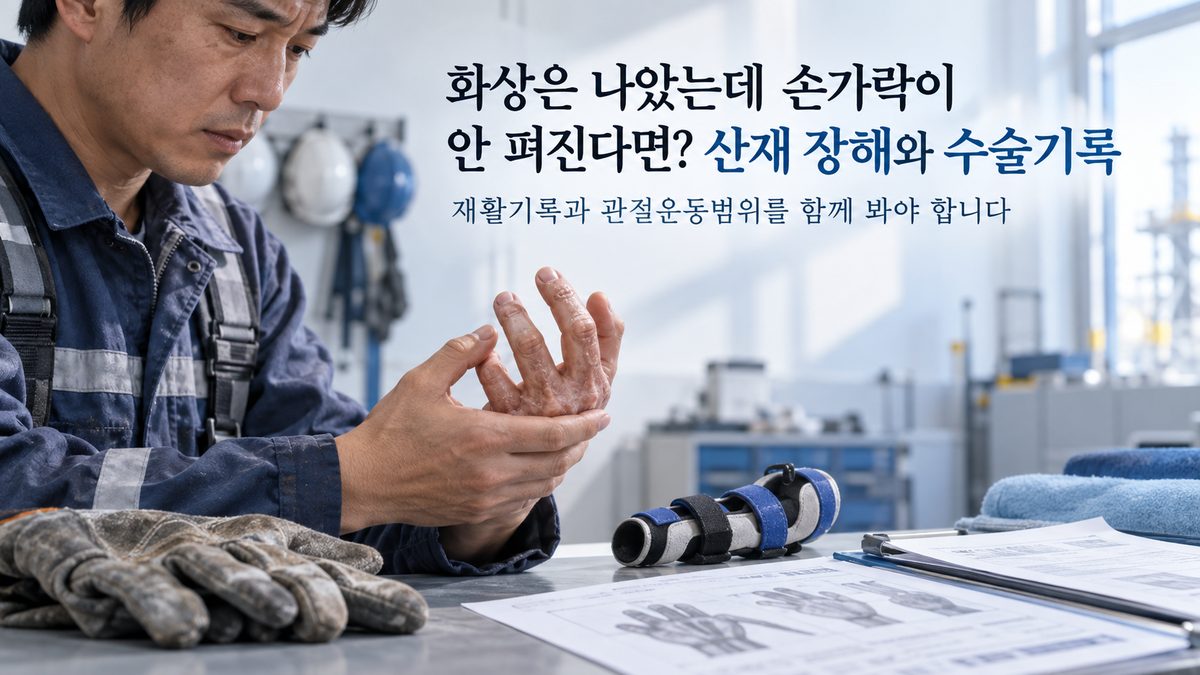 화상은 나았는데 손가락이
안 펴진다면? 산재 장해와 수술기록
재활기록과 관절운동범위를 함께 봐야 합니다